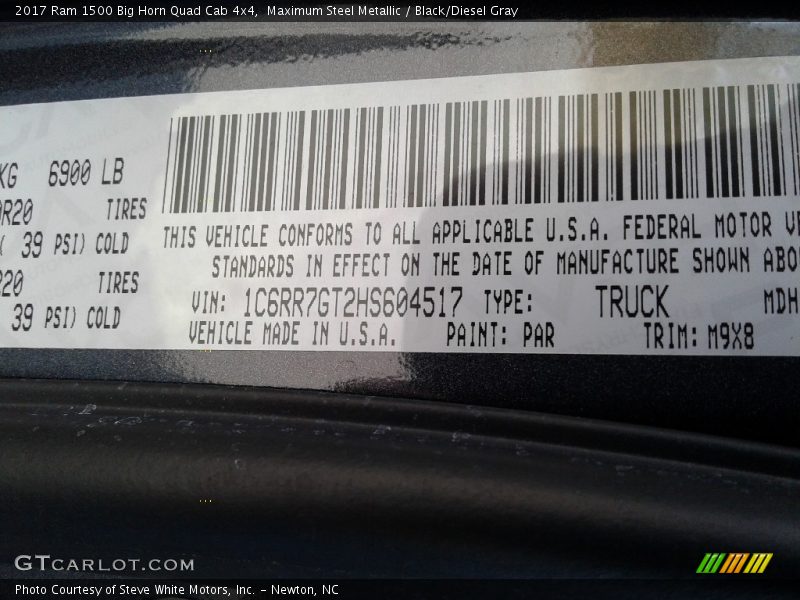 2017 Ram 1500 Big Horn Quad Cab 4x4,  Maximum Steel Metallic / Black/Diesel Gray
KG 6900 LB
R20 TIRES
( 39 PSI) COLD
20 TIRES
39 PSI) COLD
THIS VEHICLE CONFORMS TO ALL APPLICABLE U.S.A. FEDERAL MOTOR VE
STANDARDS IN EFFECT ON THE DATE OF MANUFACTURE SHOWN ABO
VIN: 1C6RR7GT2HS604517 TYPE: TRUCK MDH
VEHICLE MADE IN U.S.A. PAINT: PAR TRIM: M9X8
GTCARLOT.COM
Photo Courtesy of Steve White Motors, Inc. – Newton, NC